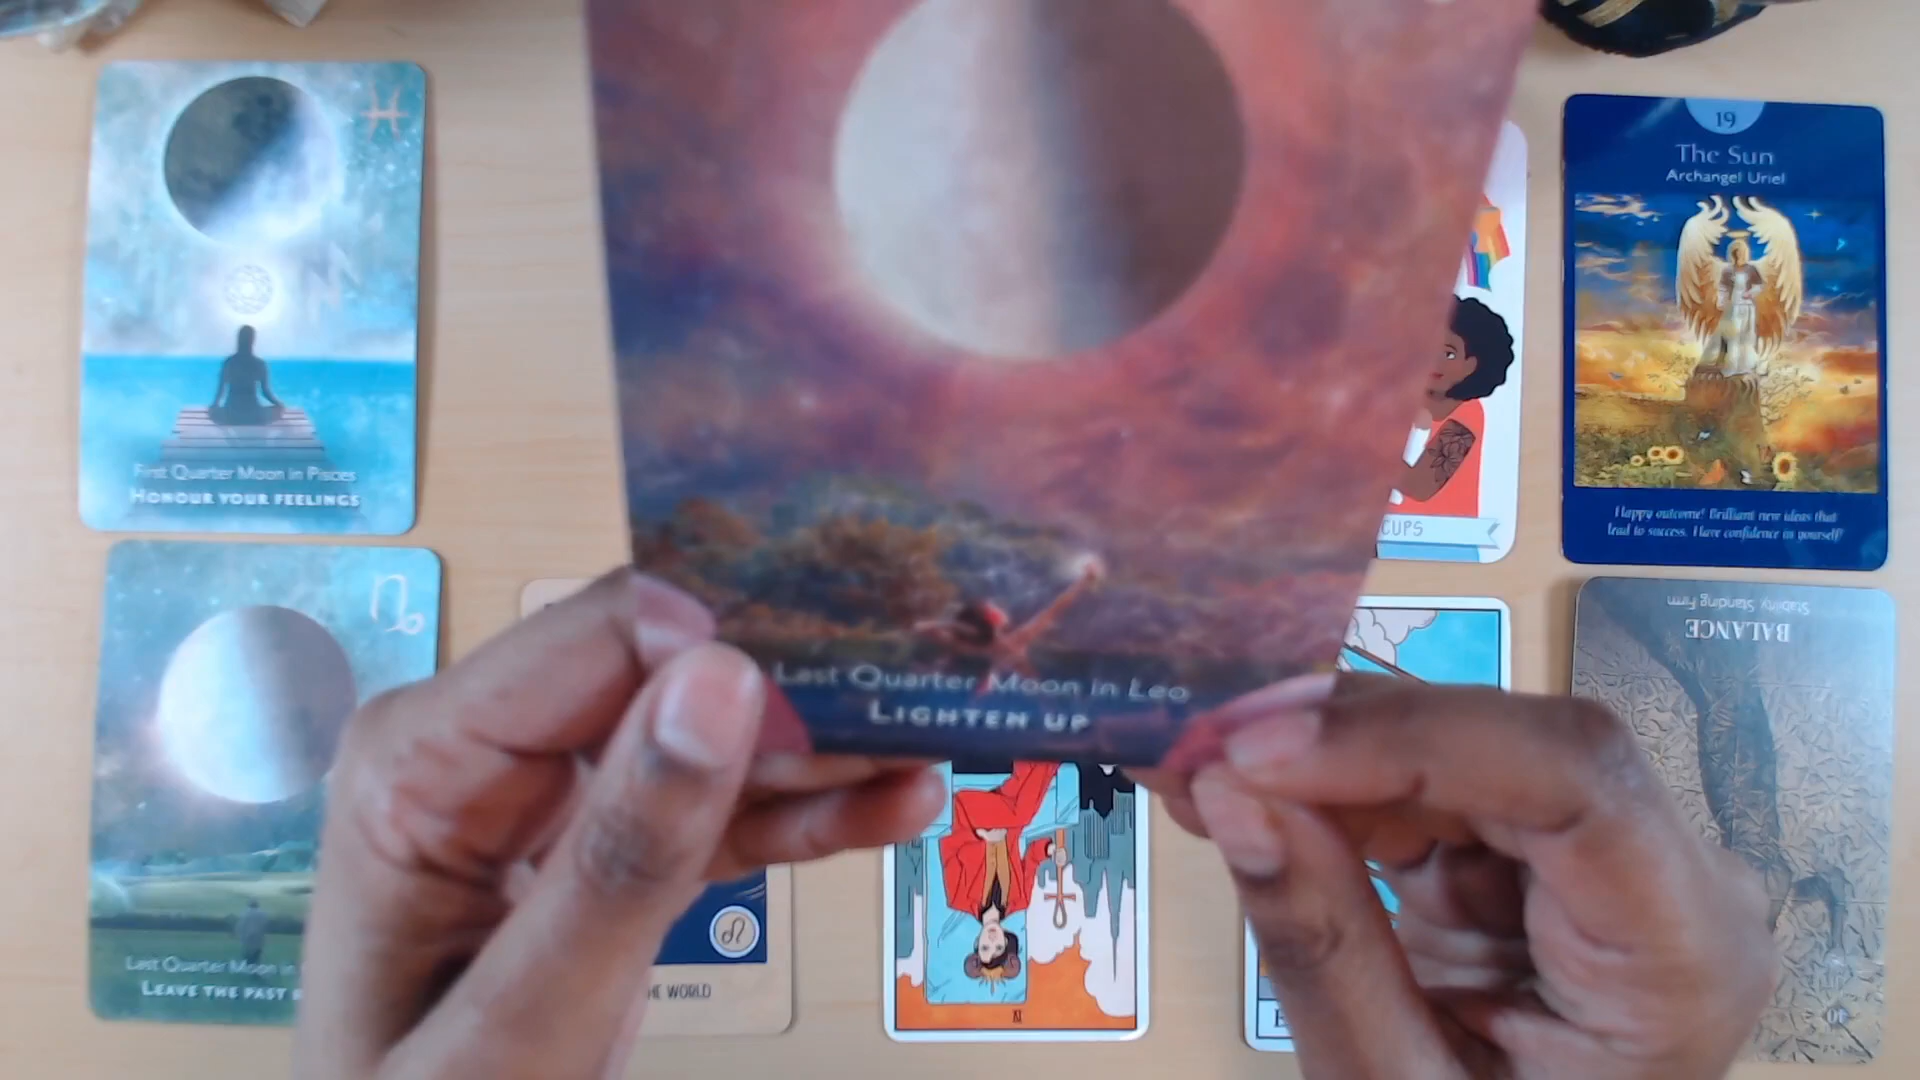 First Quarter Moon in Pisces
HONOUR YOUR FEELINGS
Last Quarter Moon in
LEAVE THE PAST
Last Quarter Moon in Leo
LIGHTEN UP
THE WORLD
IV
CUPS
E
19
The Sun
Archangel Uriel
Happy outcome! Brilliant new ideas that
lead to success. Have confidence in yourself!
BALANCE
Stability, Standing Firm
40